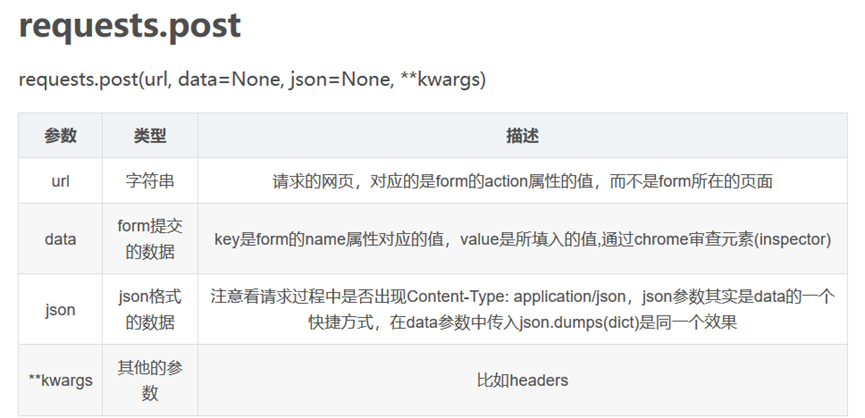 requests.post
requests.post(url, data=None, json=None, **kwargs)
参数 类型 描述
url 字符串 请求的网页，对应的是form的action属性的值，而不是form所在的页面
data form提交的数据 key是form的name属性对应的值，value是所填入的值,通过chrome审查元素(inspector)
json json格式的数据 注意看请求过程中是否出现Content-Type: application/json，json参数其实是data的一个
快捷方式，在data参数中传入json.dumps(dict)是同一个效果
**kwargs 其他的参数 比如headers